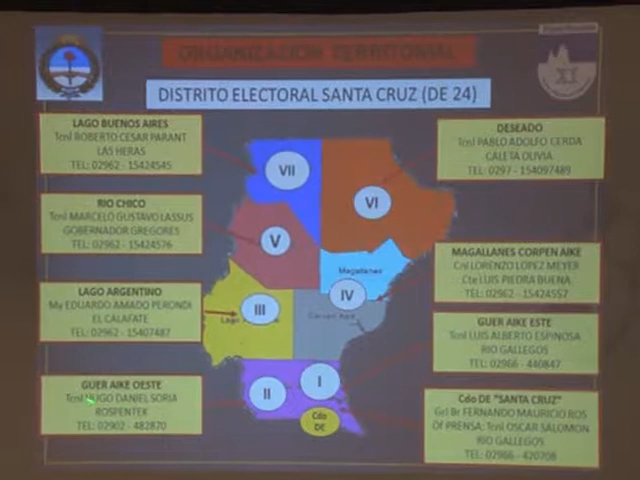 ORGANIZACIÓN TERRITORIAL
DISTRITO ELECTORAL SANTA CRUZ (DE 24)
XI
LAGO BUENOS AIRES
Tcnl ROBERTO CESAR PARANT
LAS HERAS
TEL: 02962 - 15424545
RIO CHICO
Tcnl MARCELO GUSTAVO LASSUS
GOBERNADOR GREGORES
TEL: 02962 - 15424576
LAGO ARGENTINO
My EDUARDO AMADO PERONDI
EL CALAFATE
TEL: 02962 - 15407487
GUER AIKE OESTE
Tcnl HUGO DANIEL SORIA
ROSPENTEK
TEL: 02902 - 482870
VII
VI
V
Magallanes
IV
III
Lago
Corpen Aike
II
I
Cdo
DE
DESEADO
Tcnl PABLO ADOLFO CERDA
CALETA OLIVIA
TEL: 0297 - 154097489
MAGALLANES CORPEN AIKE
Cnl LORENZO LOPEZ MEYER
Cte LUIS PIEDRA BUENA
TEL: 02962 - 15424557
GUER AIKE ESTE
Tcnl LUIS ALBERTO ESPINOSA
RIO GALLEGOS
TEL: 02966 - 440847
Cdo DE "SANTA CRUZ"
Grl Br FERNANDO MAURICIO ROS
Of PRENSA: Tcnl OSCAR SALOMON
RIO GALLEGOS
TEL: 02966 - 420708